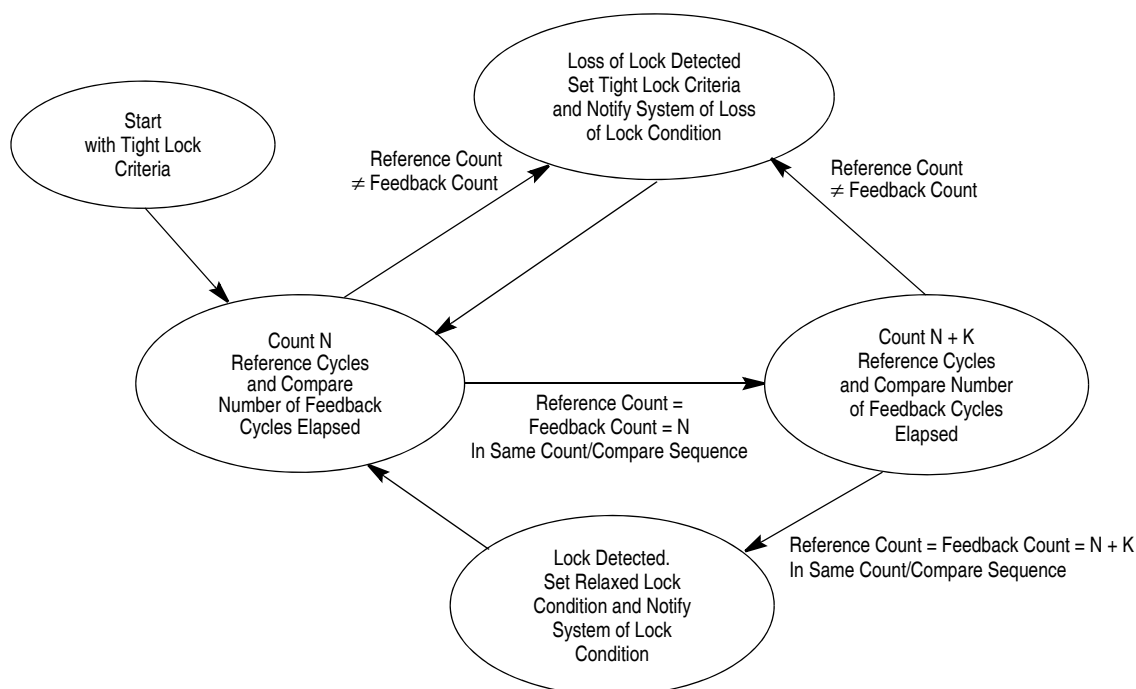 Loss of Lock Detected
Set Tight Lock Criteria
and Notify System of Loss
of Lock Condition
Start
with Tight Lock
Criteria
Reference Count
≠ Feedback Count
Reference Count
≠ Feedback Count
Count N
Reference Cycles
and Compare
Number of Feedback
Cycles Elapsed
Count N + K
Reference Cycles
and Compare Number
of Feedback Cycles
Elapsed
Reference Count =
Feedback Count = N
In Same Count/Compare Sequence
Lock Detected.
Set Relaxed Lock
Condition and Notify
System of Lock
Condition
Reference Count = Feedback Count = N + K
In Same Count/Compare Sequence